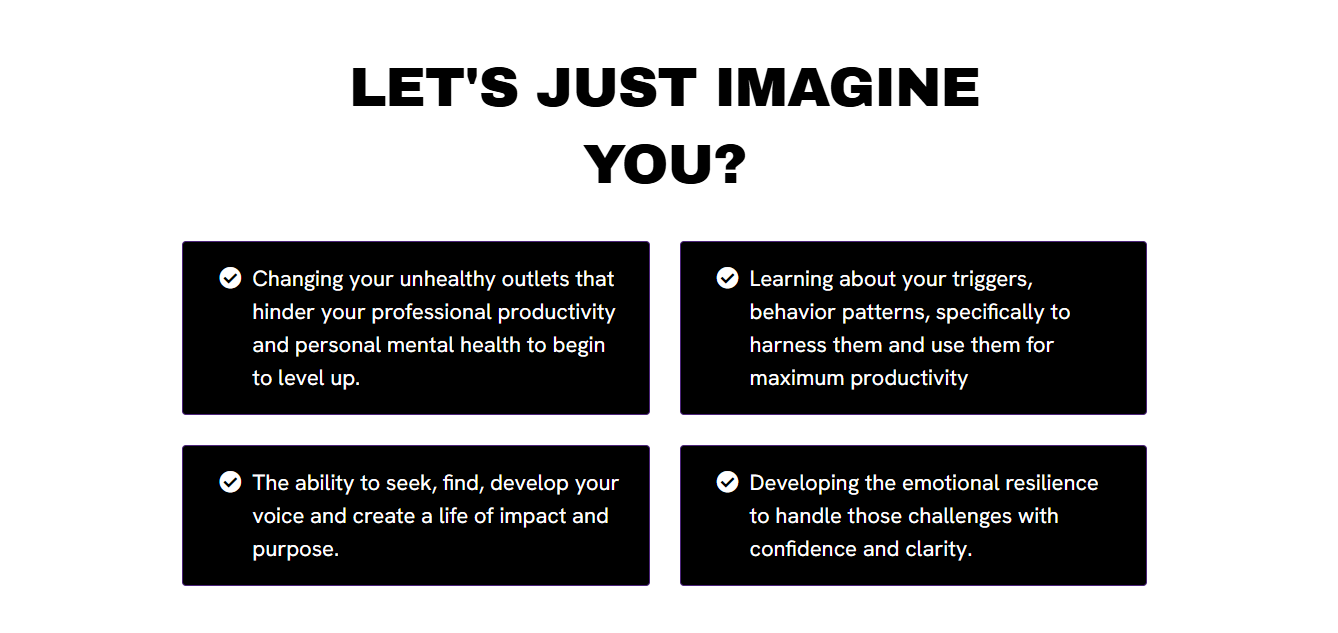 LET'S JUST IMAGINE
YOU?
Changing your unhealthy outlets that
hinder your professional productivity
and personal mental health to begin
to level up.
Learning about your triggers,
behavior patterns, specifically to
harness them and use them for
maximum productivity
The ability to seek, find, develop your
voice and create a life of impact and
purpose.
Developing the emotional resilience
to handle those challenges with
confidence and clarity.